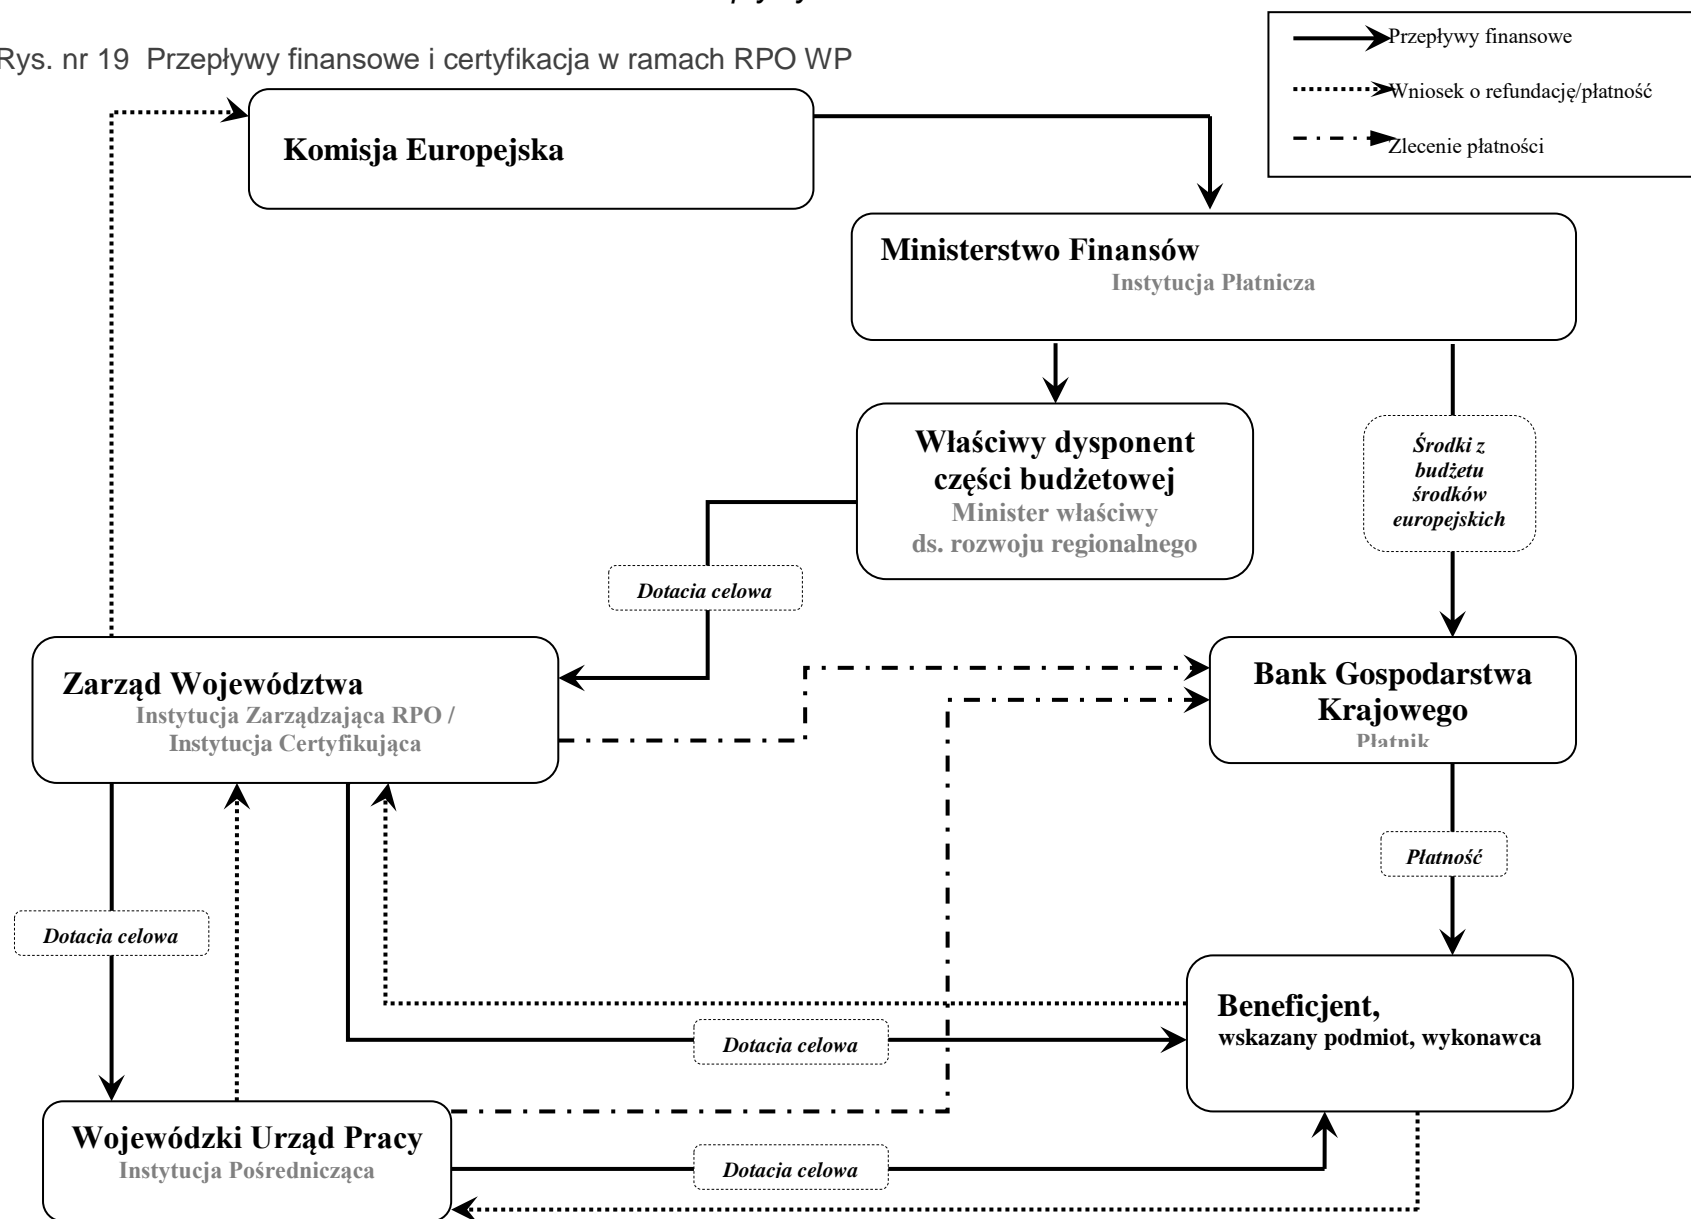 Rys. nr 19 Przepływy finansowe i certyfikacja w ramach RPO WP
Przepływy finansowe
Wniosek o refundację/płatność
Zlecenie płatności
Komisja Europejska
Ministerstwo Finansów
Instytucja Płatnicza
Właściwy dysponent
części budżetowej
Minister właściwy
ds. rozwoju regionalnego
Środki z
budżetu
środków
europejskich
Dotacja celowa
Zarząd Województwa
Instytucja Zarządzająca RPO /
Instytucja Certyfikująca
Bank Gospodarstwa
Krajowego
Płatnik
Płatność
Dotacja celowa
Beneficjent,
wskazany podmiot, wykonawca
Dotacja celowa
Wojewódzki Urząd Pracy
Instytucja Pośrednicząca
Dotacja celowa